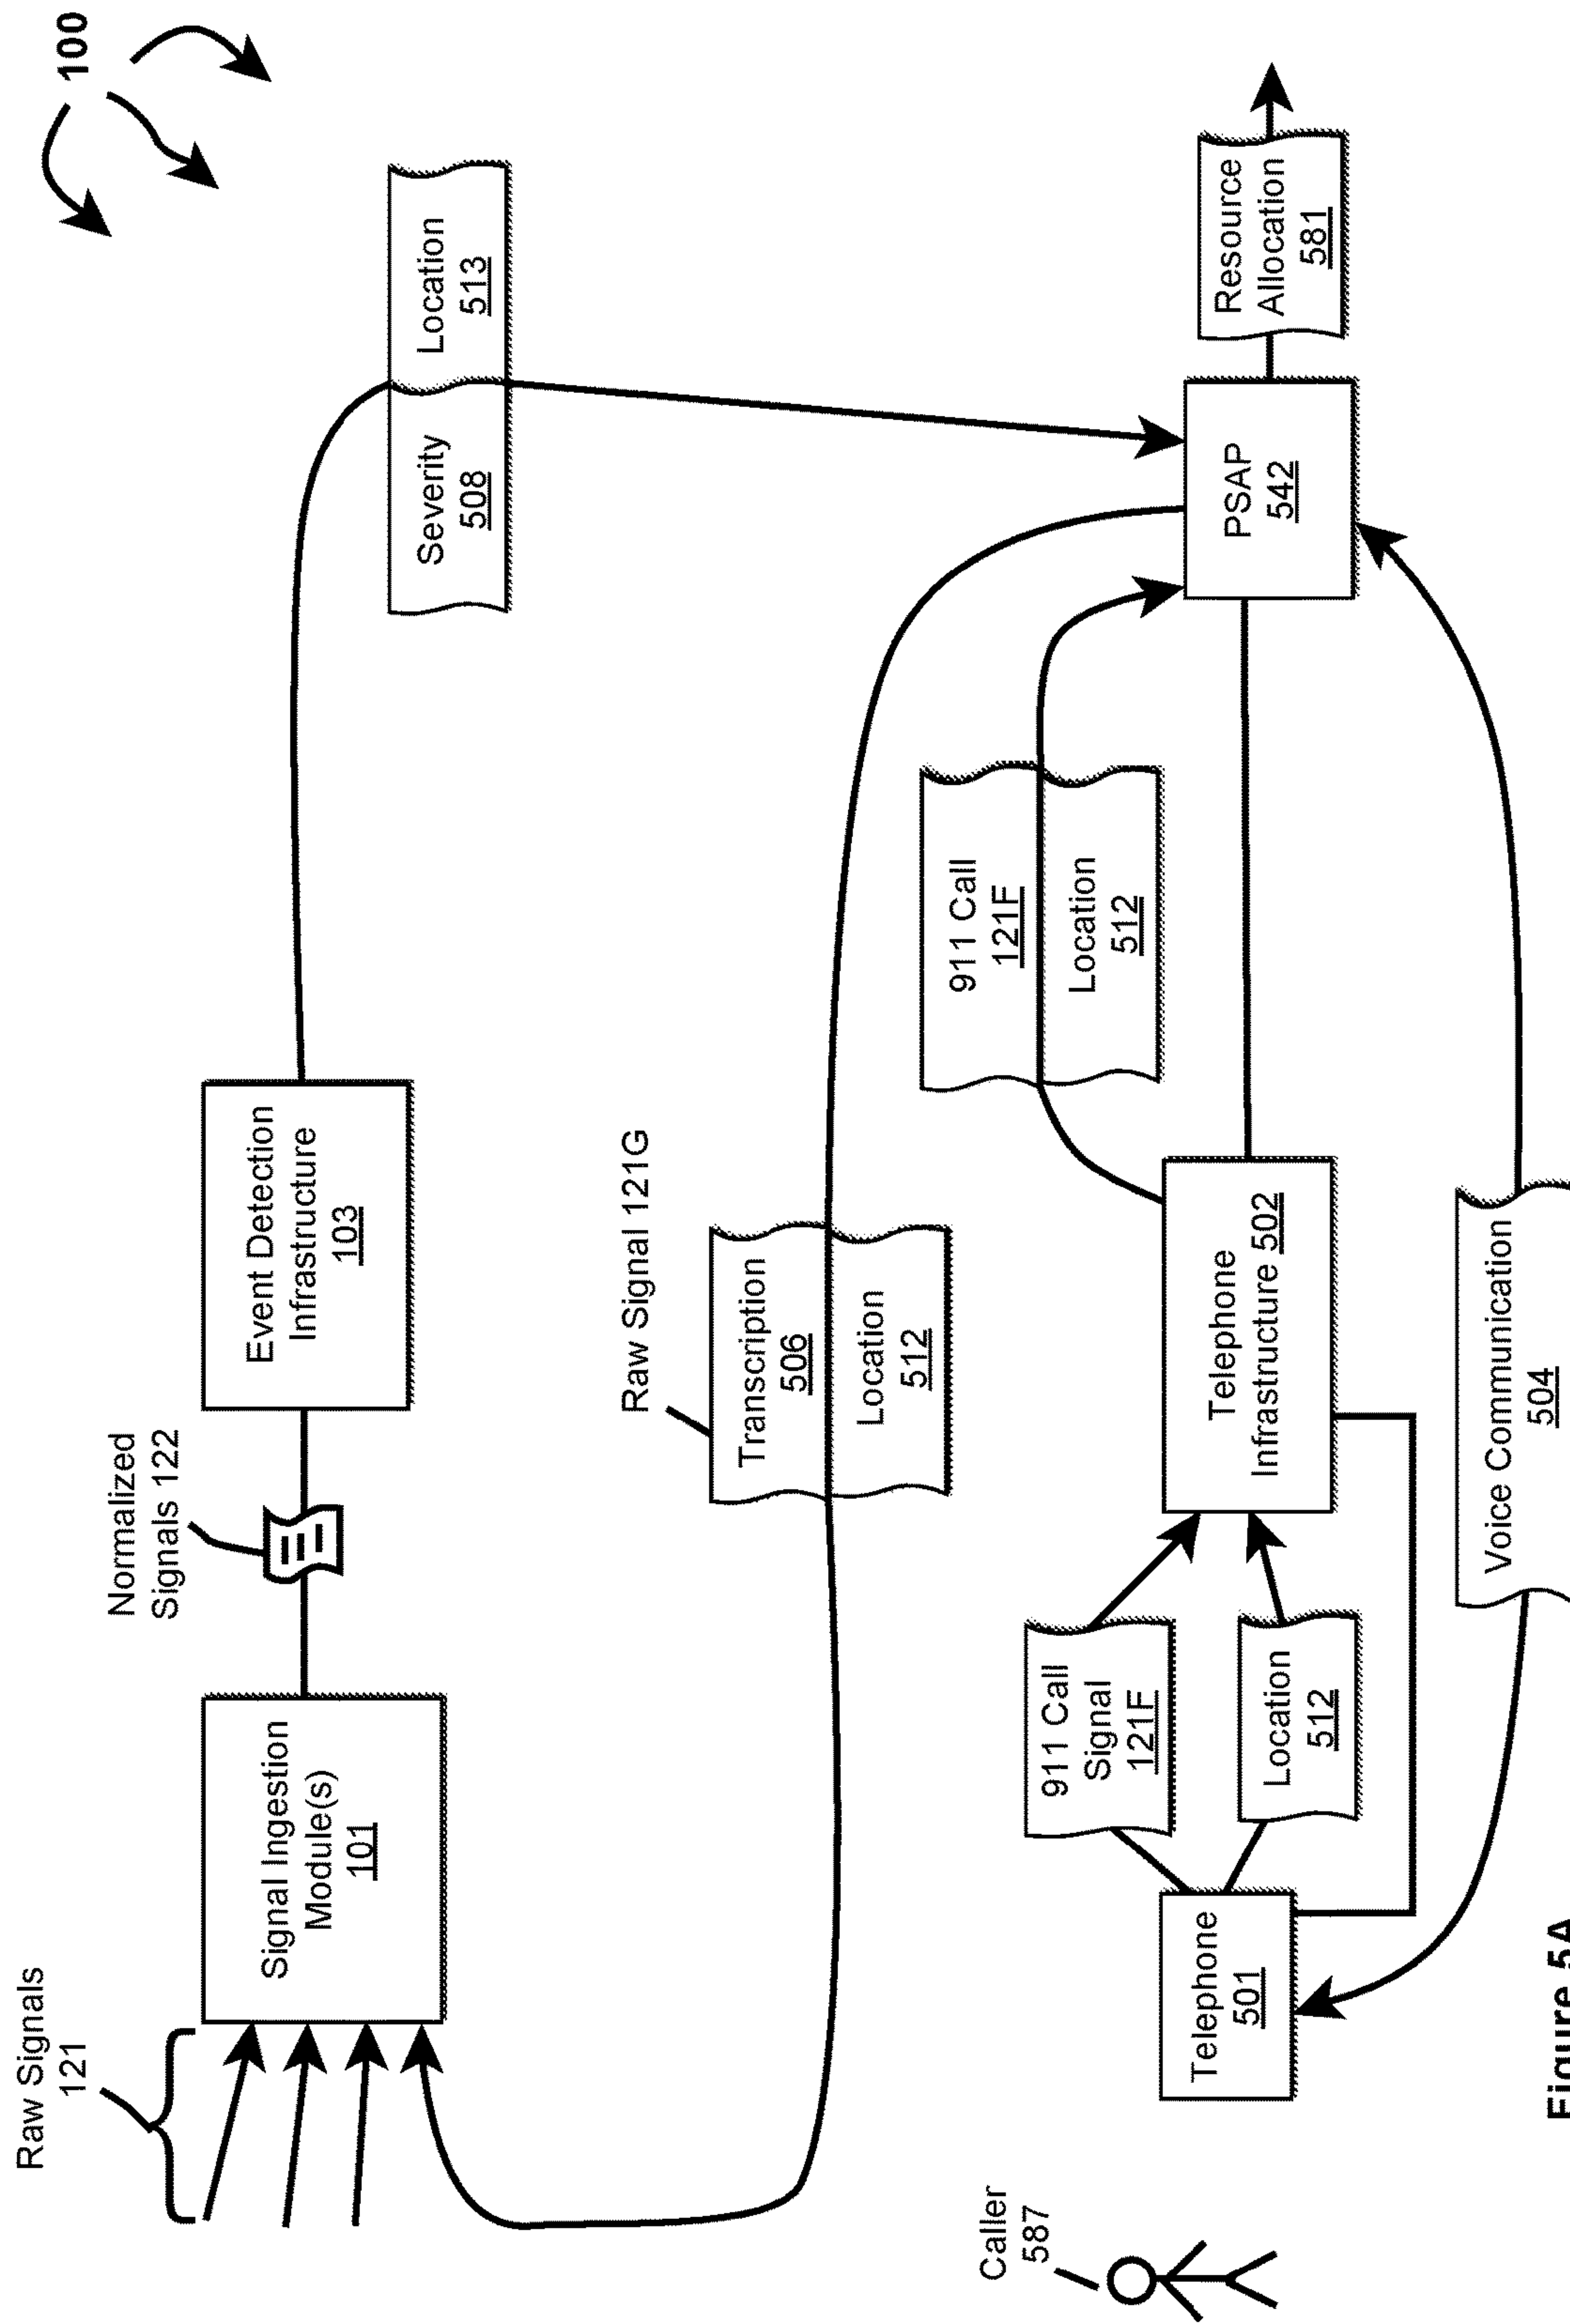 100
Raw Signals
121
Signal Ingestion
Module(s)
101
Normalized
Signals 122
Event Detection
Infrastructure
103
Severity
508
Location
513
Raw Signal 121G
Transcription
506
Location
512
911 Call
121F
Location
512
Caller
587
Telephone
501
911 Call
Signal
121F
Location
512
Telephone
Infrastructure 502
PSAP
542
Resource
Allocation
581
Voice Communication
504
Figure 5A